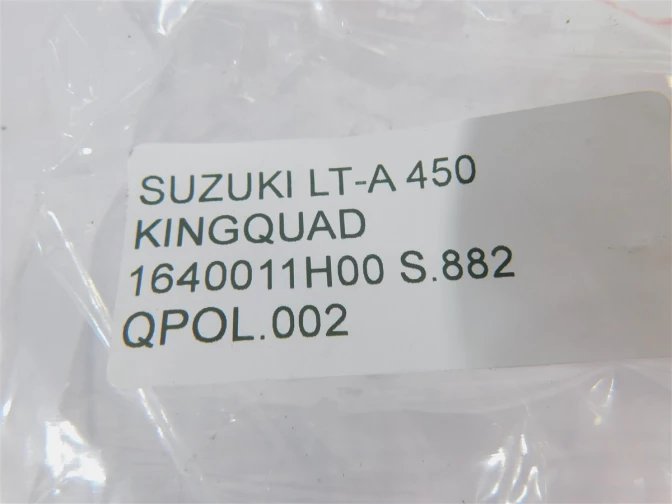 SUZUKI LT-A 450
KINGQUAD
1640011H00 S.882
QPOL.002